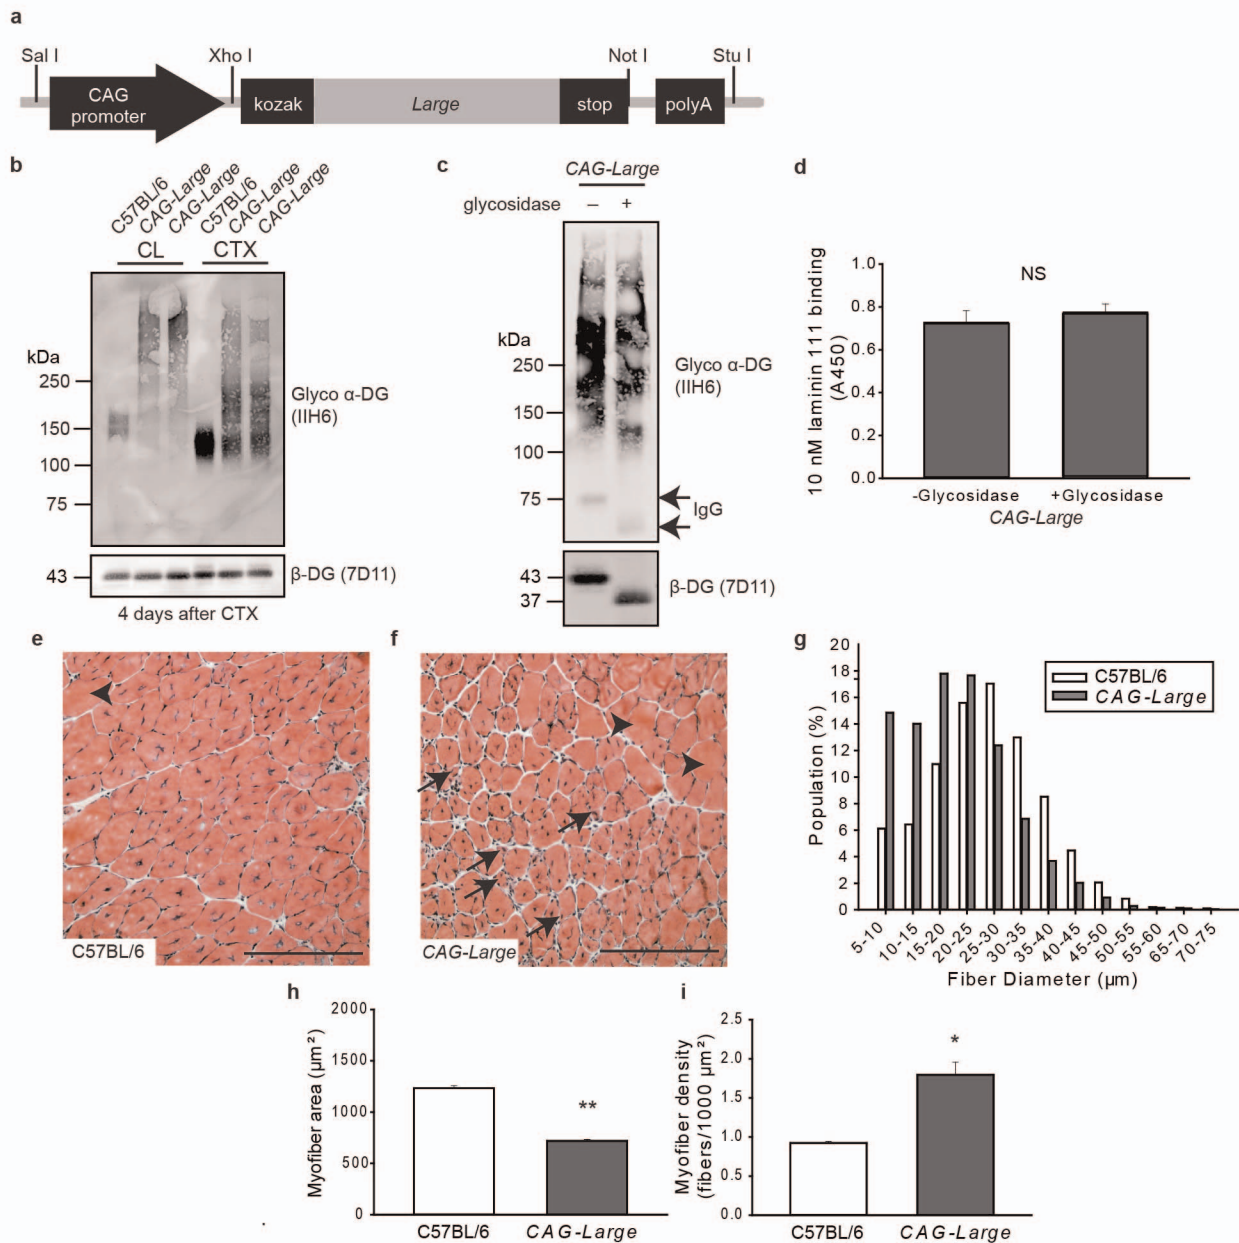 a
Sal I
Xho I
Not I
Stu I
CAG
promoter
kozak
Large
stop
polyA
b
C57BL/6
CAG-Large
CAG-Large
C57BL/6
CAG-Large
CAG-Large
CL
CTX
kDa
250
150
100
75
43
Glyco α-DG
(IIH6)
β-DG (7D11)
4 days after CTX
c
CAG-Large
glycosidase – +
kDa
250
150
100
75
43
37
Glyco α-DG
(IIH6)
IgG
β-DG (7D11)
d
10 nM laminin 111 binding
(A450)
1.0
0.8
0.6
0.4
0.2
0.0
NS
-Glycosidase +Glycosidase
CAG-Large
e
C57BL/6
f
CAG-Large
g
Population (%)
20
18
16
14
12
10
8
6
4
2
0
C57BL/6
CAG-Large
5-10
10-15
15-20
20-25
25-30
30-35
35-40
40-45
45-50
50-55
55-60
65-70
70-75
Fiber Diameter (µm)
h
Myofiber area (µm²)
2000
1500
1000
500
0
**
C57BL/6 CAG-Large
i
Myofiber density
(fibers/1000 µm²)
2.5
2.0
1.5
1.0
0.5
0.0
*
C57BL/6 CAG-Large